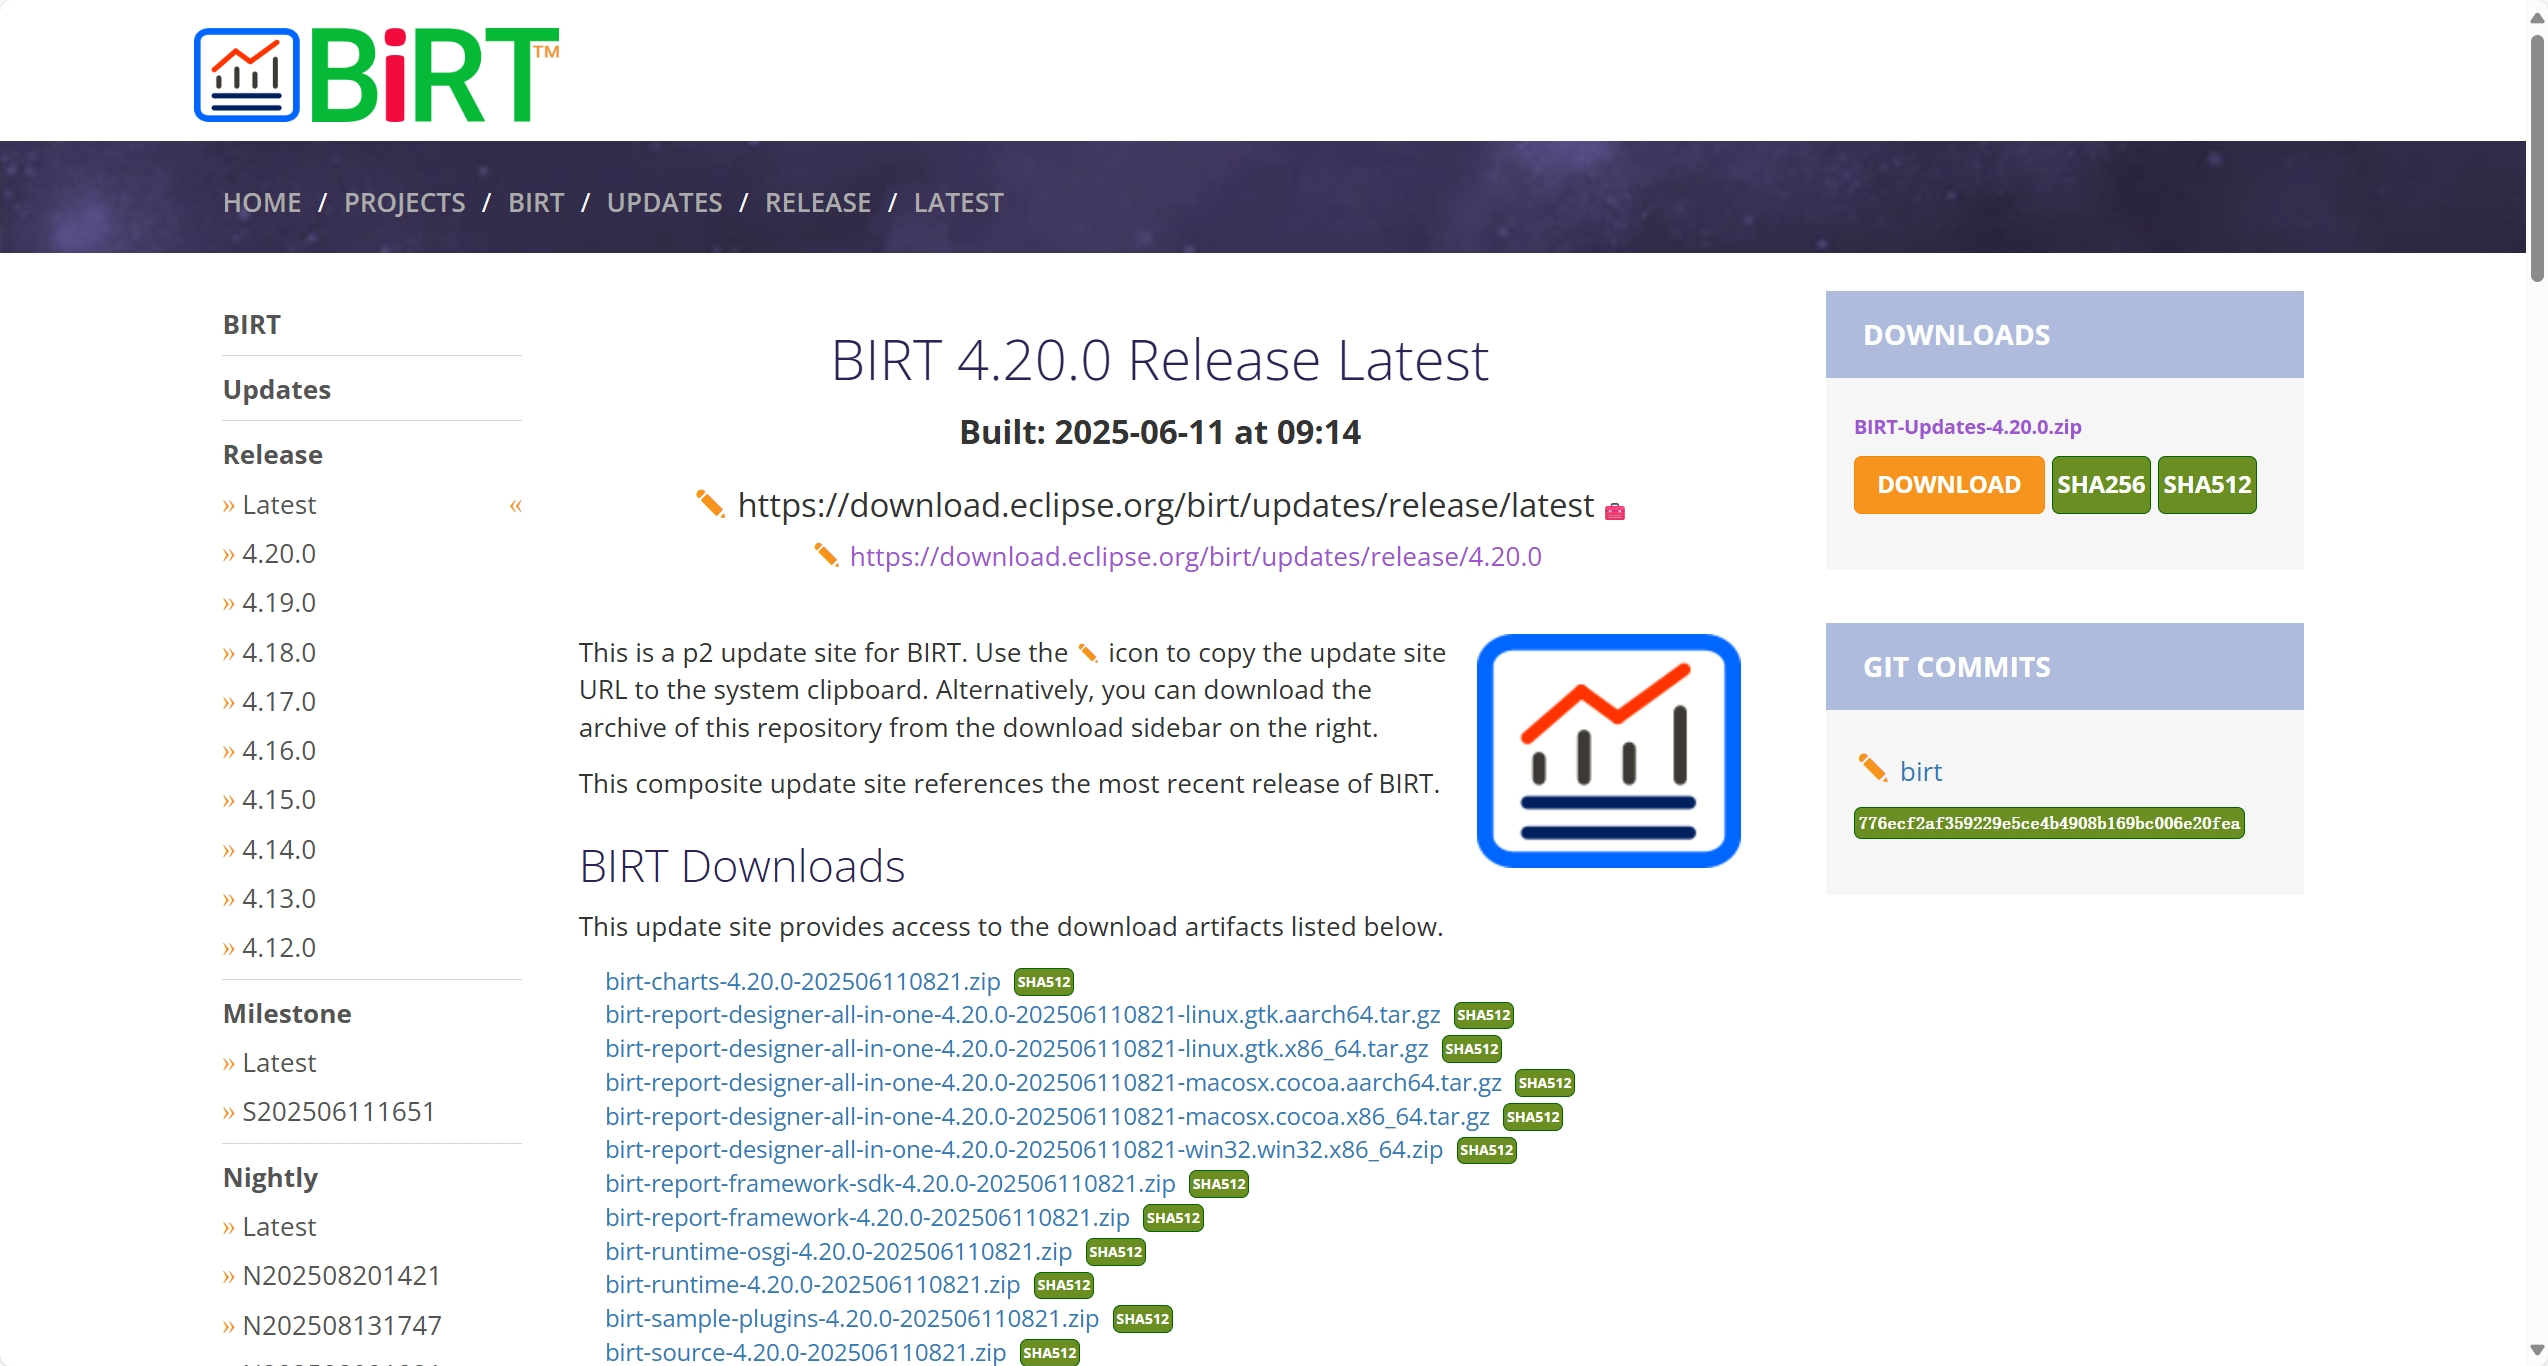 BiRT™
HOME / PROJECTS / BIRT / UPDATES / RELEASE / LATEST
BIRT
Updates
Release
» Latest «
» 4.20.0
» 4.19.0
» 4.18.0
» 4.17.0
» 4.16.0
» 4.15.0
» 4.14.0
» 4.13.0
» 4.12.0
Milestone
» Latest
» S202506111651
Nightly
» Latest
» N202508201421
» N202508131747
BIRT 4.20.0 Release Latest
Built: 2025-06-11 at 09:14
https://download.eclipse.org/birt/updates/release/latest
https://download.eclipse.org/birt/updates/release/4.20.0
This is a p2 update site for BIRT. Use the icon to copy the update site
URL to the system clipboard. Alternatively, you can download the
archive of this repository from the download sidebar on the right.
This composite update site references the most recent release of BIRT.
BIRT Downloads
This update site provides access to the download artifacts listed below.
birt-charts-4.20.0-202506110821.zip SHA512
birt-report-designer-all-in-one-4.20.0-202506110821-linux.gtk.aarch64.tar.gz SHA512
birt-report-designer-all-in-one-4.20.0-202506110821-linux.gtk.x86_64.tar.gz SHA512
birt-report-designer-all-in-one-4.20.0-202506110821-macosx.cocoa.aarch64.tar.gz SHA512
birt-report-designer-all-in-one-4.20.0-202506110821-macosx.cocoa.x86_64.tar.gz SHA512
birt-report-designer-all-in-one-4.20.0-202506110821-win32.win32.x86_64.zip SHA512
birt-report-framework-sdk-4.20.0-202506110821.zip SHA512
birt-report-framework-4.20.0-202506110821.zip SHA512
birt-runtime-osgi-4.20.0-202506110821.zip SHA512
birt-runtime-4.20.0-202506110821.zip SHA512
birt-sample-plugins-4.20.0-202506110821.zip SHA512
birt-source-4.20.0-202506110821.zip SHA512
DOWNLOADS
BIRT-Updates-4.20.0.zip
DOWNLOAD SHA256 SHA512
GIT COMMITS
birt
776ecf2af359229e5ce4b4908b169bc006e20fea